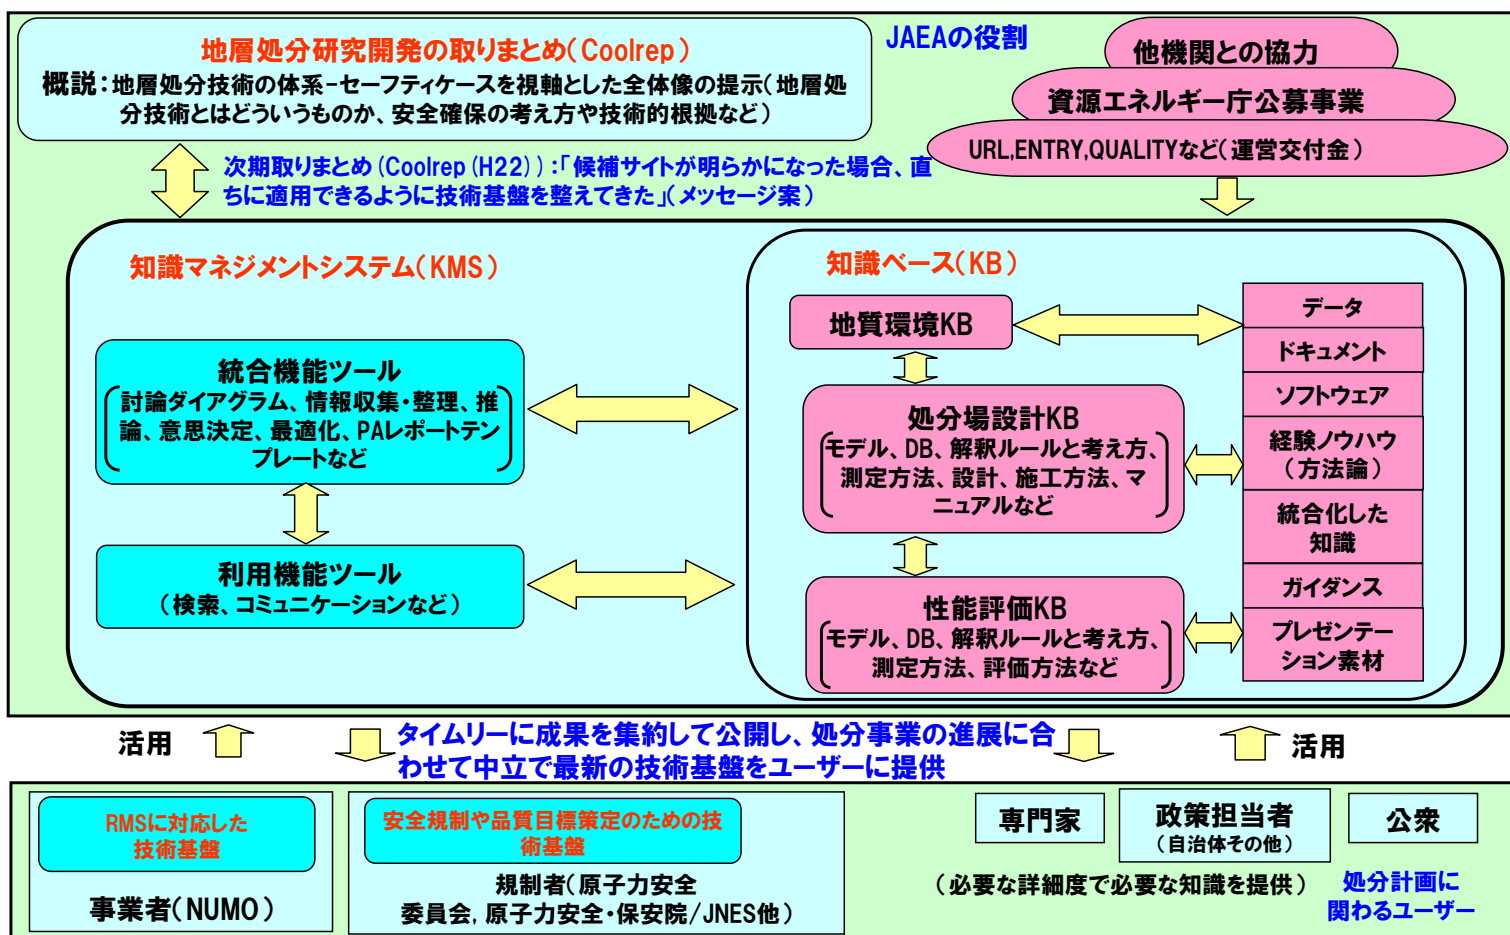 地層処分研究開発の取りまとめ(Coolrep)
概説:地層処分技術の体系-セーフティケースを視軸とした全体像の提示(地層処
分技術とはどういうものか、安全確保の考え方や技術的根拠など)
JAEAの役割
他機関との協力
資源エネルギー庁公募事業
URL,ENTRY,QUALITYなど(運営交付金)
次期取りまとめ(Coolrep(H22)):「候補サイトが明らかになった場合、直
ちに適用できるように技術基盤を整えてきた」(メッセージ案)
知識マネジメントシステム(KMS)
統合機能ツール
討論ダイアグラム、情報収集・整理、推
論、意思決定、最適化、PAレポートテン
プレートなど
利用機能ツール
(検索、コミュニケーションなど)
知識ベース(KB)
地質環境KB
処分場設計KB
モデル、DB、解釈ルールと考え方、
測定方法、設計、施工方法、マ
ニュアルなど
性能評価KB
モデル、DB、解釈ルールと考え方、
測定方法、評価方法など
データ
ドキュメント
ソフトウェア
経験ノウハウ
(方法論)
統合化した
知識
ガイダンス
プレゼンテー
ション素材
活用
タイムリーに成果を集約して公開し、処分事業の進展に合
わせて中立で最新の技術基盤をユーザーに提供
活用
RMSに対応した
技術基盤
事業者(NUMO)
安全規制や品質目標策定のための技
術基盤
規制者(原子力安全
委員会,原子力安全・保安院/JNES他)
専門家
政策担当者
(自治体その他)
公衆
(必要な詳細度で必要な知識を提供)
処分計画に
関わるユーザー